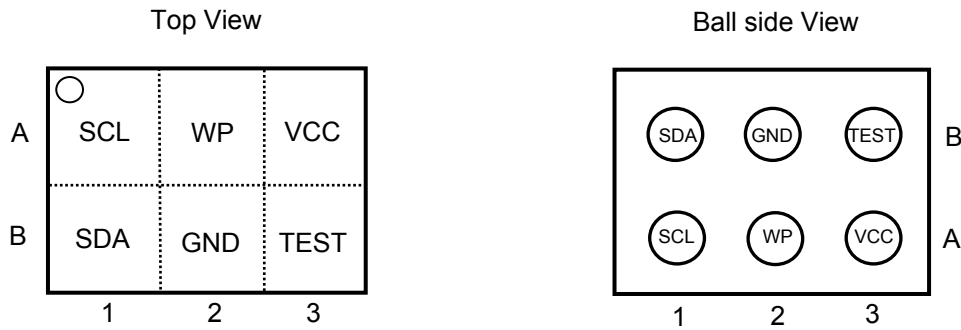 Top View
A
SCL WP VCC
B
SDA GND TEST
1 2 3
Ball side View
SDA GND TEST
B
SCL WP VCC
A
1 2 3